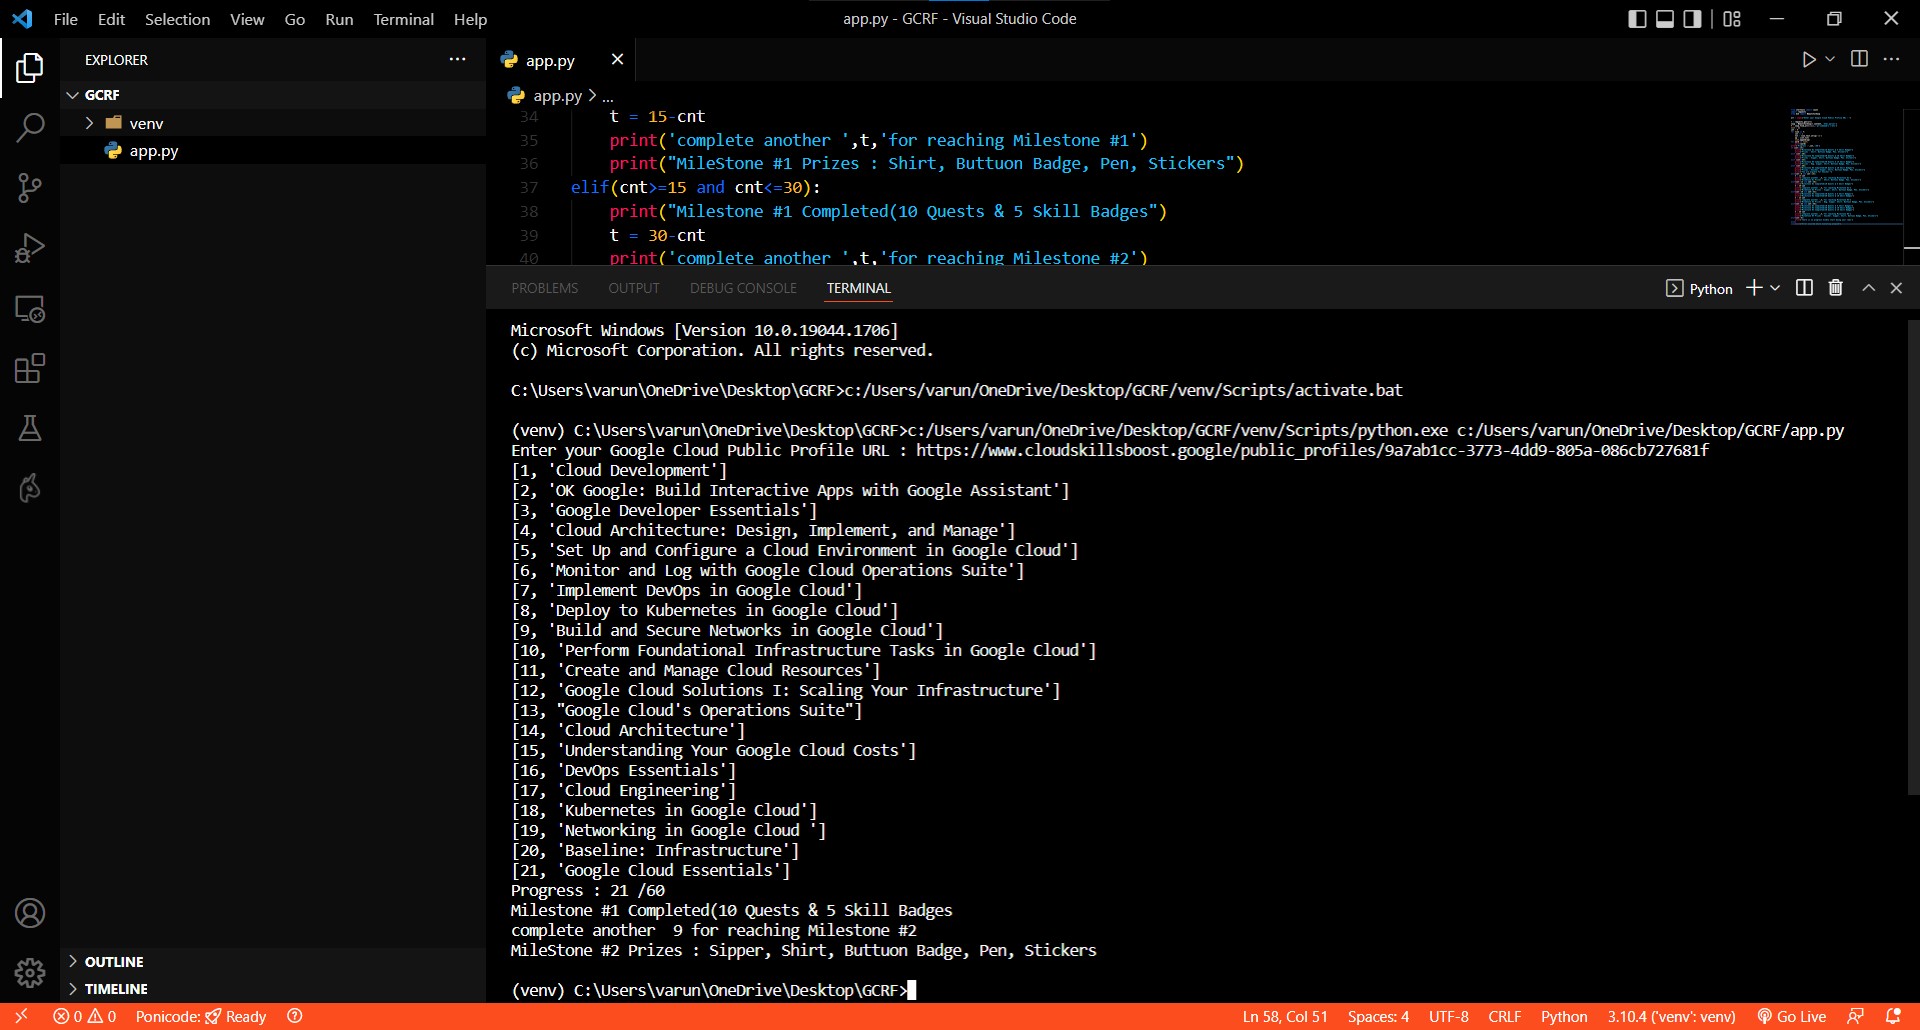 File Edit Selection View Go Run Terminal Help
app.py - GCRF - Visual Studio Code
EXPLORER
GCRF
venv
app.py
OUTLINE
TIMELINE
app.py
app.py > ...
34 t = 15-cnt
35 print('complete another ',t,'for reaching Milestone #1')
36 print("MileStone #1 Prizes : Shirt, Buttuon Badge, Pen, Stickers")
37 elif(cnt>=15 and cnt<=30):
38 print("Milestone #1 Completed(10 Quests & 5 Skill Badges")
39 t = 30-cnt
40 print('complete another ',t,'for reaching Milestone #2')
PROBLEMS OUTPUT DEBUG CONSOLE TERMINAL
Python
Microsoft Windows [Version 10.0.19044.1706]
(c) Microsoft Corporation. All rights reserved.
C:\Users\varun\OneDrive\Desktop\GCRF>c:/Users/varun/OneDrive/Desktop/GCRF/venv/Scripts/activate.bat
(venv) C:\Users\varun\OneDrive\Desktop\GCRF>c:/Users/varun/OneDrive/Desktop/GCRF/venv/Scripts/python.exe c:/Users/varun/OneDrive/Desktop/GCRF/app.py
Enter your Google Cloud Public Profile URL : https://www.cloudskillsboost.google/public_profiles/9a7ab1cc-3773-4dd9-805a-086cb727681f
[1, 'Cloud Development']
[2, 'OK Google: Build Interactive Apps with Google Assistant']
[3, 'Google Developer Essentials']
[4, 'Cloud Architecture: Design, Implement, and Manage']
[5, 'Set Up and Configure a Cloud Environment in Google Cloud']
[6, 'Monitor and Log with Google Cloud Operations Suite']
[7, 'Implement DevOps in Google Cloud']
[8, 'Deploy to Kubernetes in Google Cloud']
[9, 'Build and Secure Networks in Google Cloud']
[10, 'Perform Foundational Infrastructure Tasks in Google Cloud']
[11, 'Create and Manage Cloud Resources']
[12, 'Google Cloud Solutions I: Scaling Your Infrastructure']
[13, "Google Cloud's Operations Suite"]
[14, 'Cloud Architecture']
[15, 'Understanding Your Google Cloud Costs']
[16, 'DevOps Essentials']
[17, 'Cloud Engineering']
[18, 'Kubernetes in Google Cloud']
[19, 'Networking in Google Cloud ']
[20, 'Baseline: Infrastructure']
[21, 'Google Cloud Essentials']
Progress : 21 /60
Milestone #1 Completed(10 Quests & 5 Skill Badges
complete another  9 for reaching Milestone #2
MileStone #2 Prizes : Sipper, Shirt, Buttuon Badge, Pen, Stickers
(venv) C:\Users\varun\OneDrive\Desktop\GCRF>
0 0 Ponicode: Ready
Ln 58, Col 51 Spaces: 4 UTF-8 CRLF Python 3.10.4 ('venv': venv) Go Live